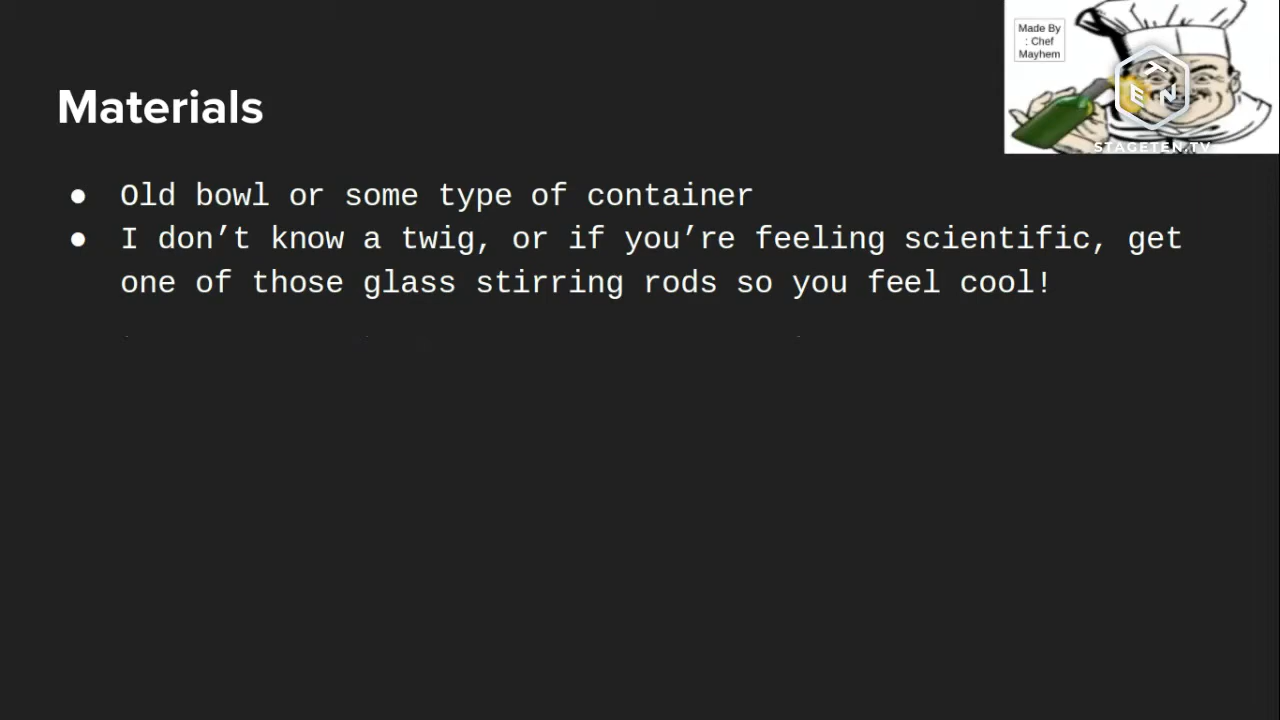 Made By
: Chef
Mayhem
TEN
STAGETEN.TV
Materials
● Old bowl or some type of container
● I don’t know a twig, or if you’re feeling scientific, get
one of those glass stirring rods so you feel cool!